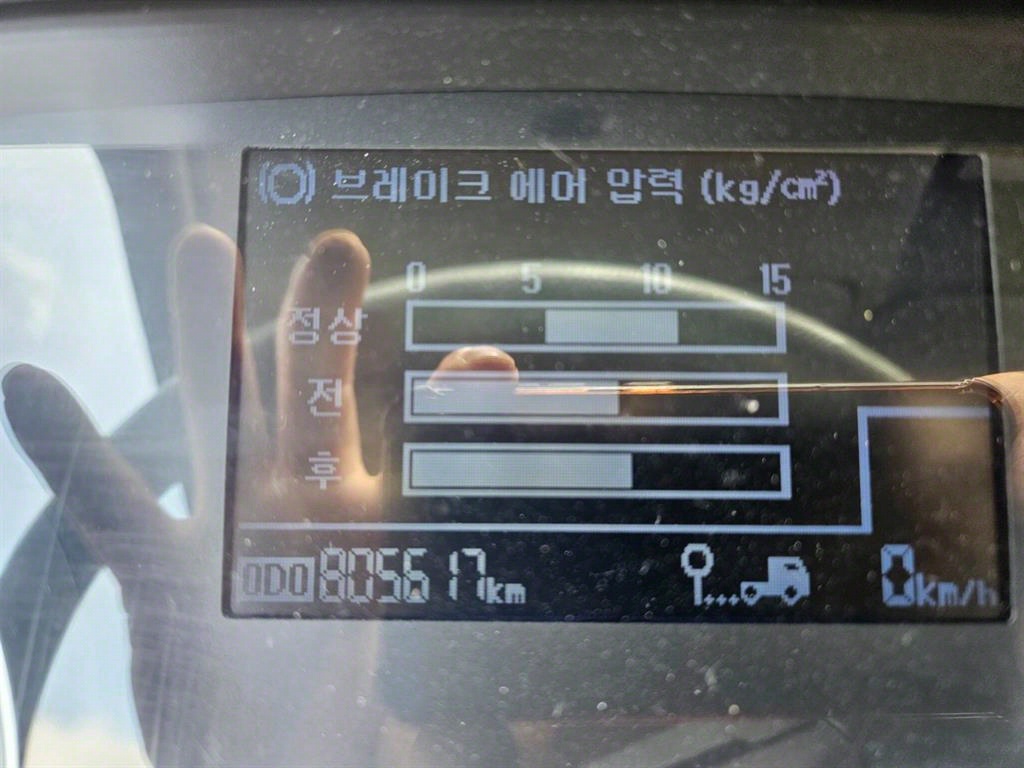 브레이크 에어 압력 (kg/cm²)
0 5 10 15
정상
전
후
ODO 805617km 0km/h